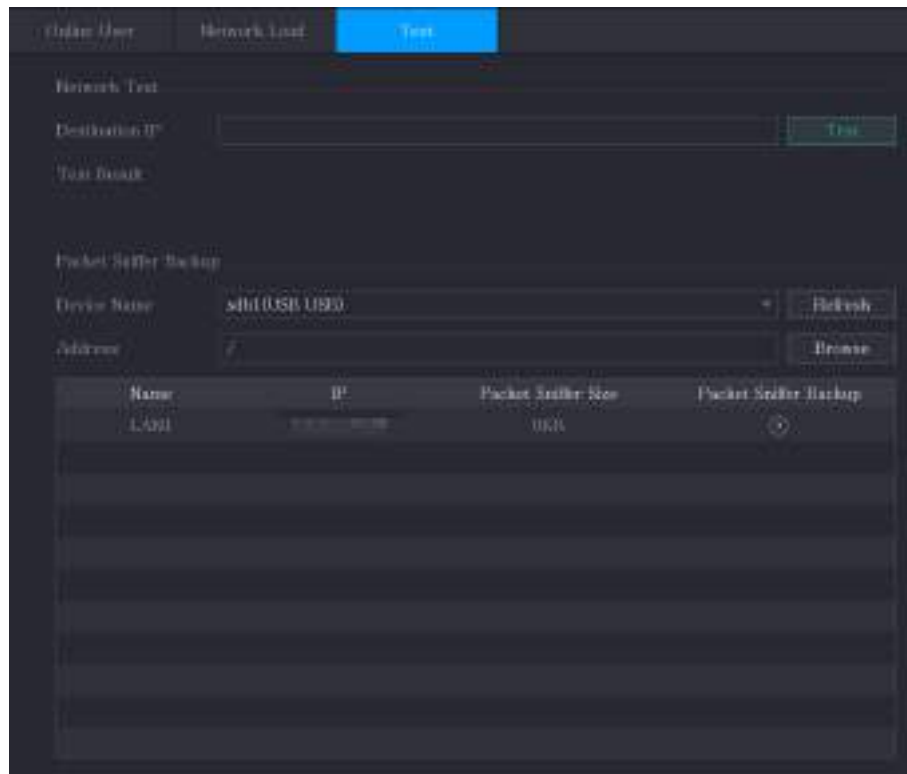 Online User Network Load Test
Network Test
Destination IP Test
Test Result
Packet Sniffer Backup
Device Name sdb1(USB USB) Refresh
Address / Browse
Name IP Packet Sniffer Size Packet Sniffer Backup
LAN1 0KB